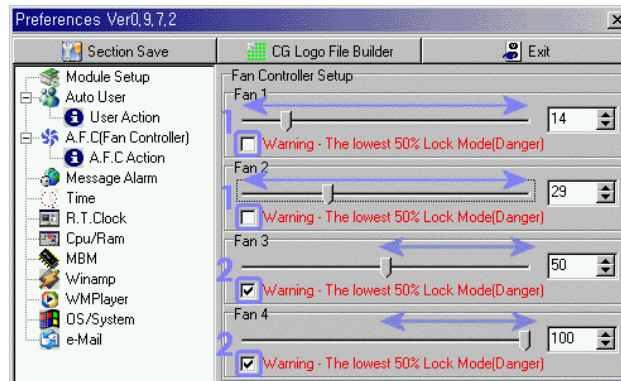 Preferences Ver0,9,7,2
Section Save
CG Logo File Builder
Exit
Module Setup
Auto User
User Action
A.F.C(Fan Controller)
A.F.C Action
Message Alarm
Time
R.T.Clock
Cpu/Ram
MBM
Winamp
WMPlayer
OS/System
e-Mail
Fan Controller Setup
Fan 1
1
14
Warning - The lowest 50% Lock Mode(Danger)
Fan 2
1
29
Warning - The lowest 50% Lock Mode(Danger)
Fan 3
50
2
Warning - The lowest 50% Lock Mode(Danger)
Fan 4
100
2
Warning - The lowest 50% Lock Mode(Danger)